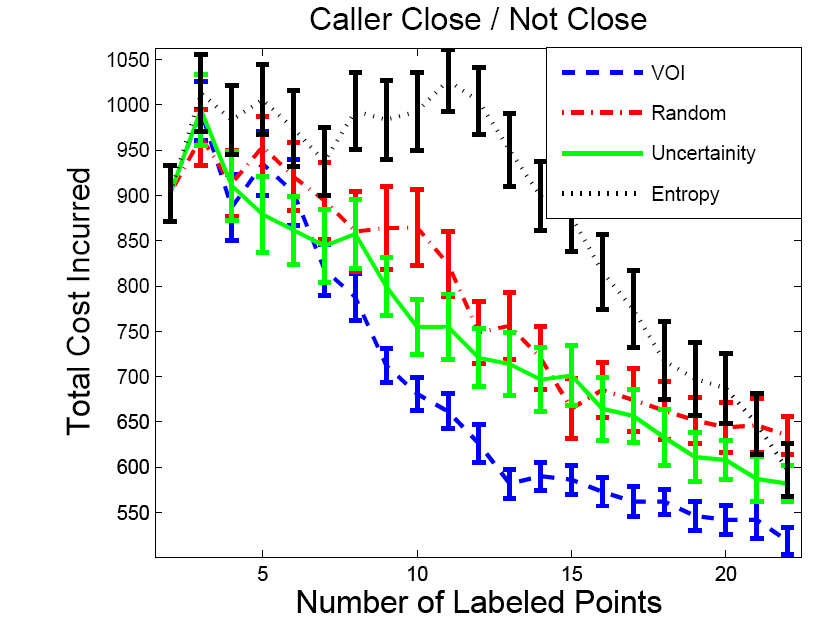 Caller Close / Not Close
VOI
Random
Uncertainity
Entropy
Total Cost Incurred
1050
1000
950
900
850
800
750
700
650
600
550
5
10
15
20
Number of Labeled Points